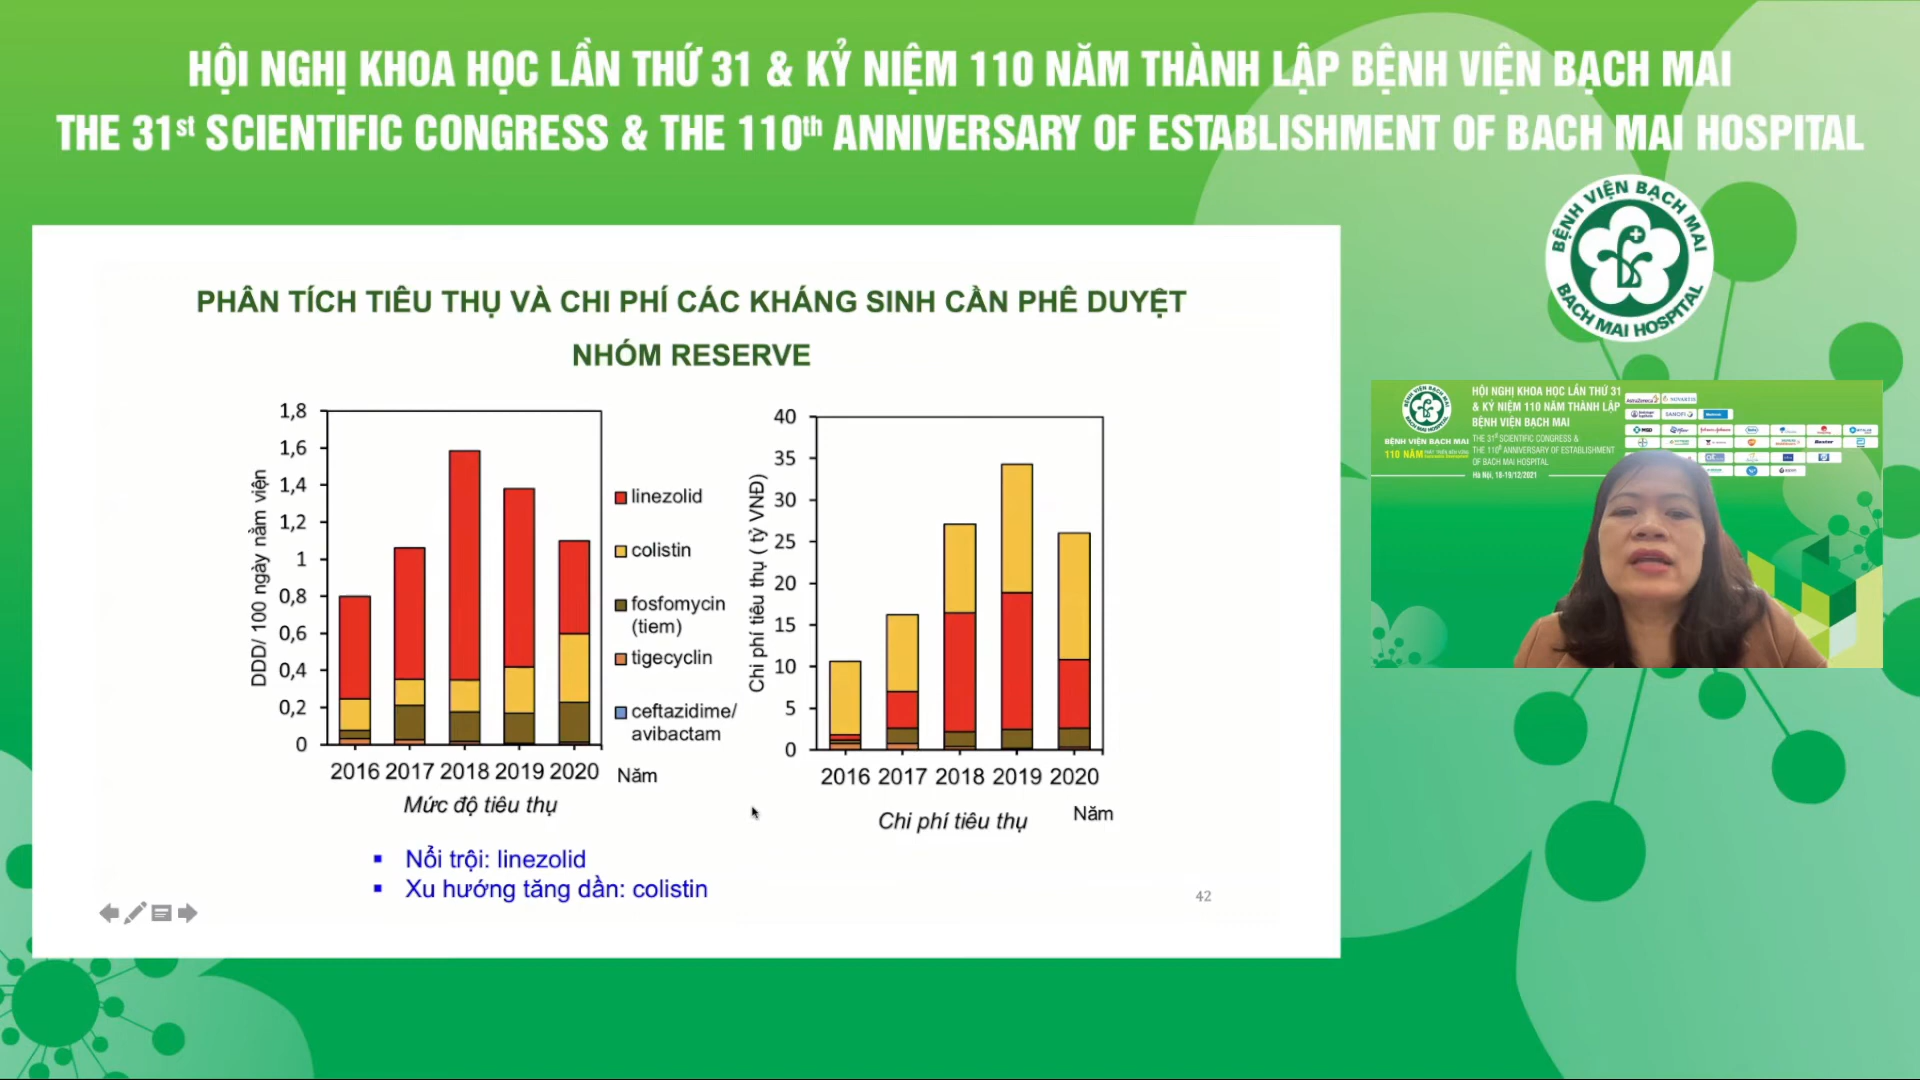 HỘI NGHỊ KHOA HỌC LẦN THỨ 31 & KỶ NIỆM 110 NĂM THÀNH LẬP BỆNH VIỆN BẠCH MAI
THE 31st SCIENTIFIC CONGRESS & THE 110th ANNIVERSARY OF ESTABLISHMENT OF BACH MAI HOSPITAL
BỆNH VIỆN BẠCH MAI
BACH MAI HOSPITAL
PHÂN TÍCH TIÊU THỤ VÀ CHI PHÍ CÁC KHÁNG SINH CẦN PHÊ DUYỆT
NHÓM RESERVE
DDD/ 100 ngày nằm viện
1,8
1,6
1,4
1,2
1
0,8
0,6
0,4
0,2
0
2016 2017 2018 2019 2020 Năm
Mức độ tiêu thụ
linezolid
colistin
fosfomycin
(tiem)
tigecyclin
ceftazidime/
avibactam
Chi phí tiêu thụ ( tỷ VNĐ)
40
35
30
25
20
15
10
5
0
2016 2017 2018 2019 2020
Năm
Chi phí tiêu thụ
Nổi trội: linezolid
Xu hướng tăng dần: colistin
42
HỘI NGHỊ KHOA HỌC LẦN THỨ 31
& KỶ NIỆM 110 NĂM THÀNH LẬP
BỆNH VIỆN BẠCH MAI
THE 31st SCIENTIFIC CONGRESS &
THE 110th ANNIVERSARY OF ESTABLISHMENT
OF BACH MAI HOSPITAL
Hà Nội, 18-19/12/2021
BỆNH VIỆN BẠCH MAI
110 NĂM
NOVARTIS
SANOFI
MSD
Baxter